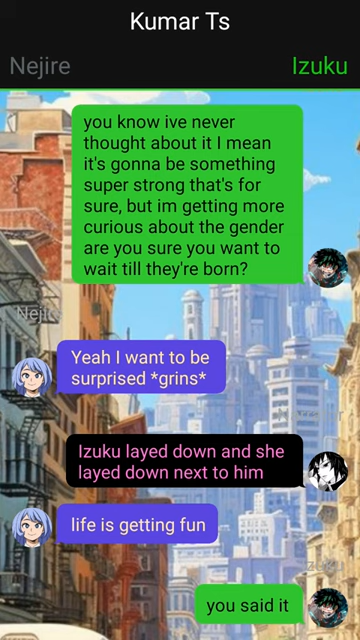 Kumar Ts
Nejire
Izuku
you know ive never
thought about it I mean
it's gonna be something
super strong that's for
sure, but im getting more
curious about the gender
are you sure you want to
wait till they're born?
Yeah I want to be
surprised *grins*
Izuku layed down and she
layed down next to him
life is getting fun
you said it